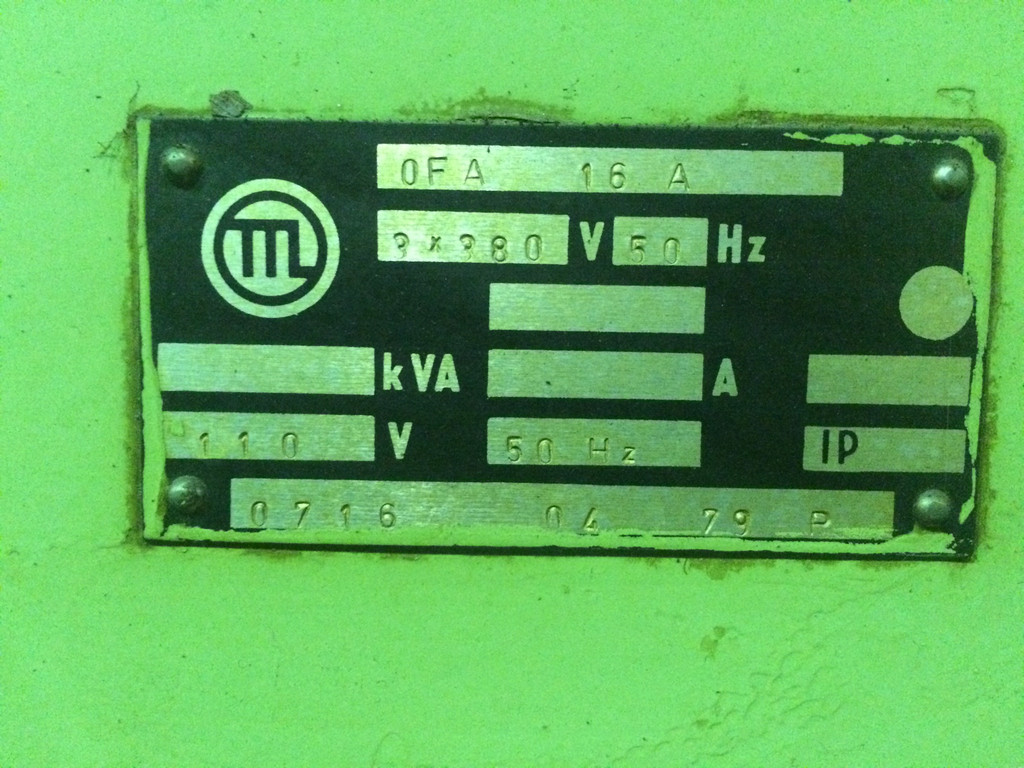 OFA 16 A
3×380 V 50 Hz
kVA A
110 V 50 Hz IP
0716 04 79 P